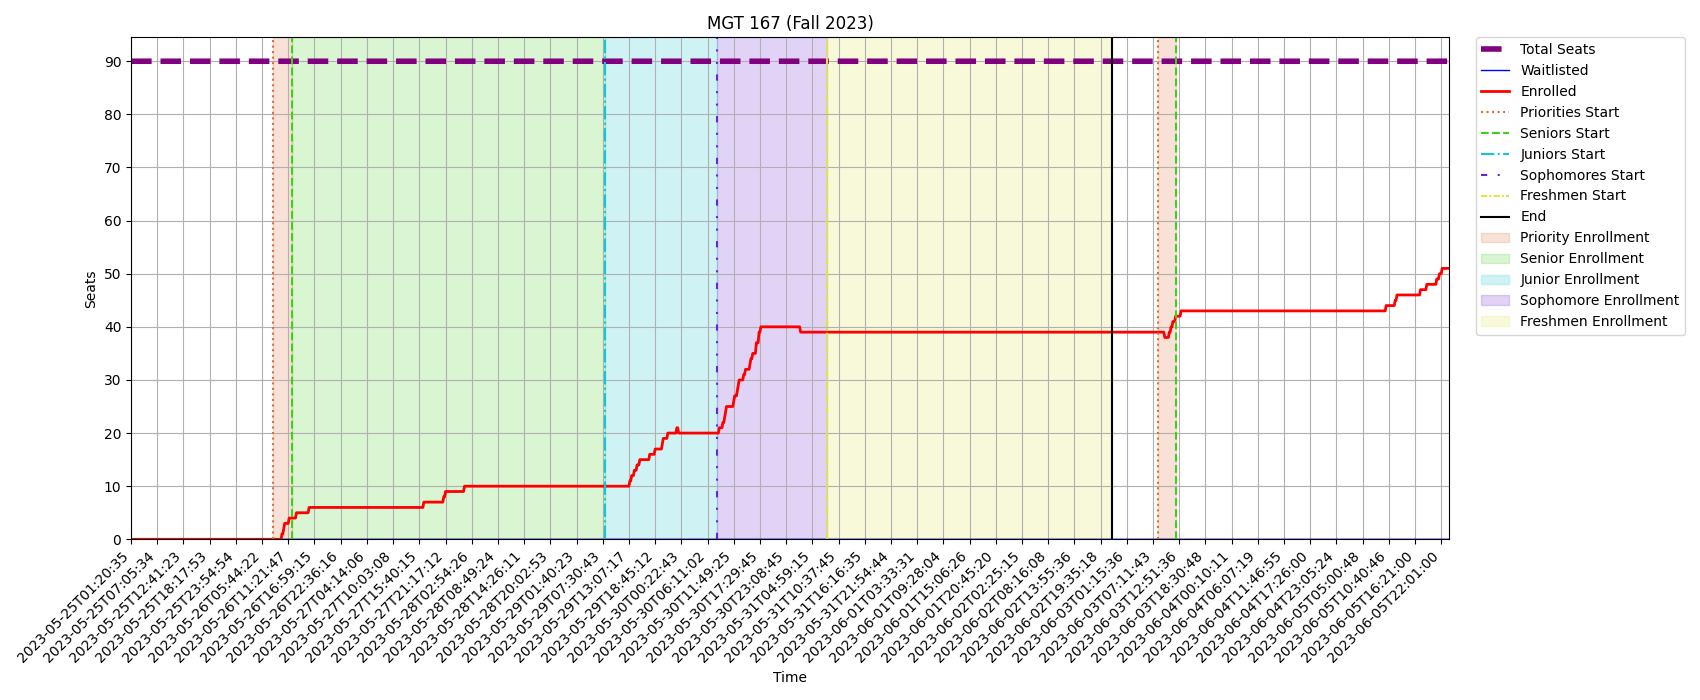 MGT 167 (Fall 2023)
Seats
90
80
70
60
50
40
30
20
10
0
2023-05-25T01:20:35
2023-05-25T07:05:34
2023-05-25T12:41:23
2023-05-25T18:17:53
2023-05-25T23:54:54
2023-05-26T05:44:22
2023-05-26T11:21:47
2023-05-26T16:59:15
2023-05-26T22:36:16
2023-05-27T04:14:06
2023-05-27T10:03:08
2023-05-27T15:40:15
2023-05-27T21:17:12
2023-05-28T02:54:26
2023-05-28T08:49:24
2023-05-28T14:26:11
2023-05-28T20:02:53
2023-05-29T01:40:23
2023-05-29T07:30:43
2023-05-29T13:07:17
2023-05-29T18:45:12
2023-05-30T00:22:43
2023-05-30T06:11:02
2023-05-30T11:49:25
2023-05-30T17:29:45
2023-05-30T23:08:45
2023-05-31T04:59:15
2023-05-31T10:37:45
2023-05-31T16:16:35
2023-05-31T21:54:44
2023-06-01T03:33:31
2023-06-01T09:28:04
2023-06-01T15:06:26
2023-06-01T20:45:20
2023-06-02T02:25:15
2023-06-02T08:16:08
2023-06-02T13:55:36
2023-06-02T19:35:18
2023-06-03T01:15:36
2023-06-03T07:11:43
2023-06-03T12:51:36
2023-06-03T18:30:48
2023-06-04T00:10:11
2023-06-04T06:07:19
2023-06-04T11:46:55
2023-06-04T17:26:00
2023-06-04T23:05:24
2023-06-05T05:00:48
2023-06-05T10:40:46
2023-06-05T16:21:00
2023-06-05T22:01:00
Time
Total Seats
Waitlisted
Enrolled
Priorities Start
Seniors Start
Juniors Start
Sophomores Start
Freshmen Start
End
Priority Enrollment
Senior Enrollment
Junior Enrollment
Sophomore Enrollment
Freshmen Enrollment